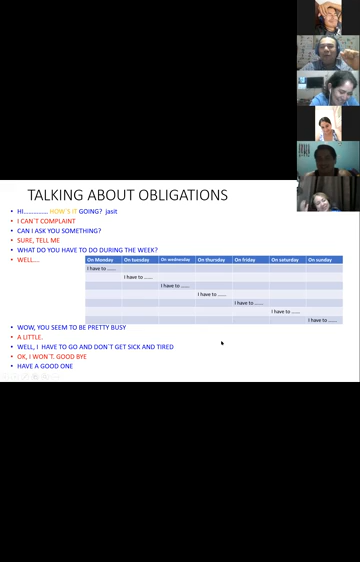 TALKING ABOUT OBLIGATIONS
• HI.............. HOW´S IT GOING? jasit
• I CAN´T COMPLAINT
• CAN I ASK YOU SOMETHING?
• SURE, TELL ME
• WHAT DO YOU HAVE TO DO DURING THE WEEK?
• WELL....
On Monday On tuesday On wednesday On thursday On friday On saturday On sunday
I have to ......
I have to ......
I have to ......
I have to ......
I have to ......
I have to ......
I have to ......
• WOW, YOU SEEM TO BE PRETTY BUSY
• A LITTLE.
• WELL, I HAVE TO GO AND DON´T GET SICK AND TIRED
• OK, I WON´T. GOOD BYE
• HAVE A GOOD ONE